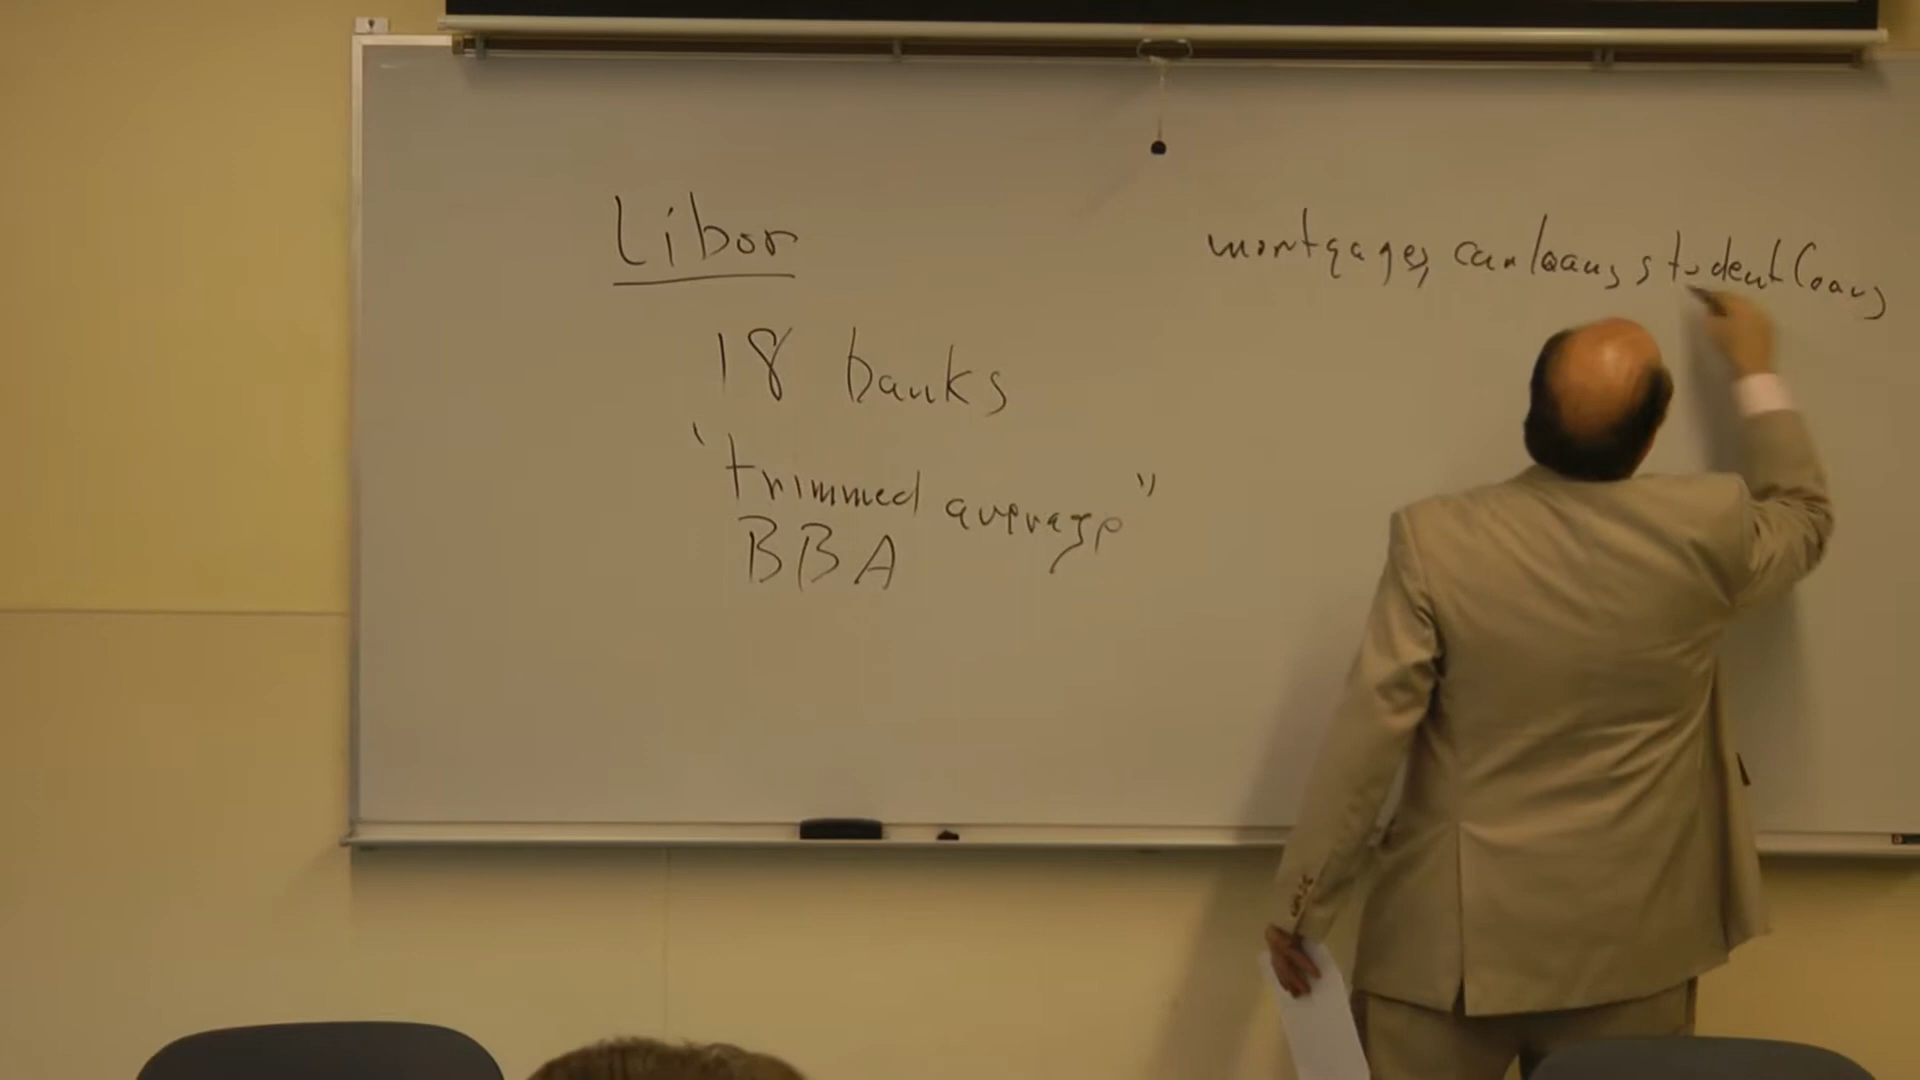 Libor
18 banks
"trimmed average"
BBA
mortgages, car loans, student loans